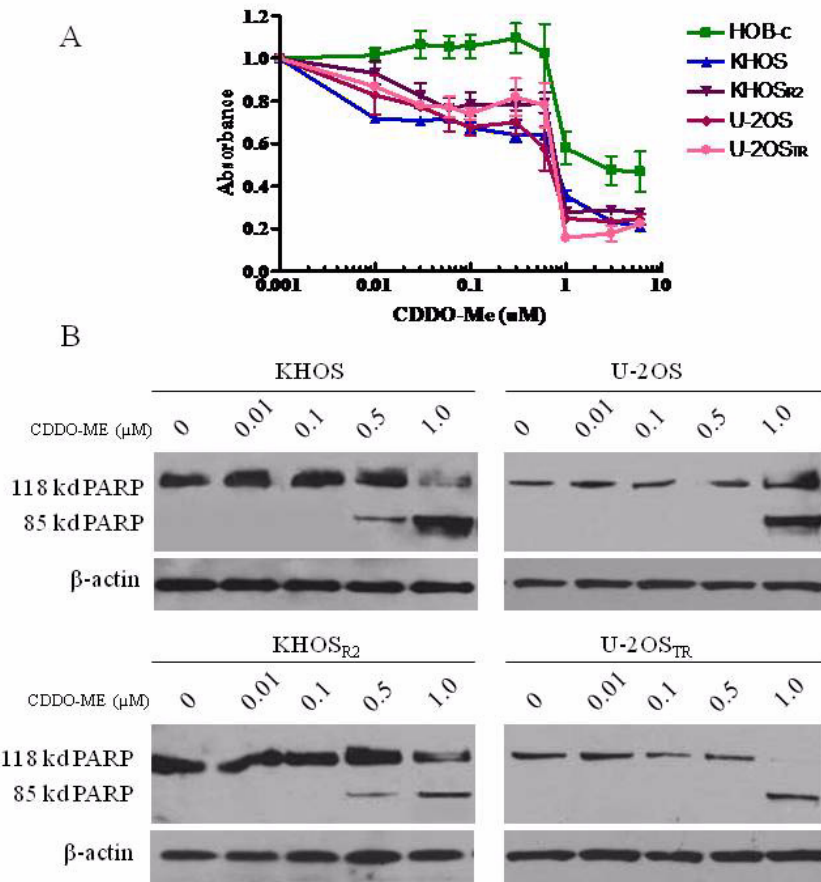 A
Absorbance
1.2
1.0
0.8
0.6
0.4
0.2
0.0
0.001 0.01 0.1 1 10
CDDO-Me (uM)
HOB-c
KHOS
KHOSR2
U-2OS
U-2OSTR
B
KHOS U-2OS
CDDO-ME (μM) 0 0.01 0.1 0.5 1.0 0 0.01 0.1 0.5 1.0
118 kd PARP
85 kd PARP
β-actin
KHOSR2 U-2OSTR
CDDO-ME (μM) 0 0.01 0.1 0.5 1.0 0 0.01 0.1 0.5 1.0
118 kd PARP
85 kd PARP
β-actin